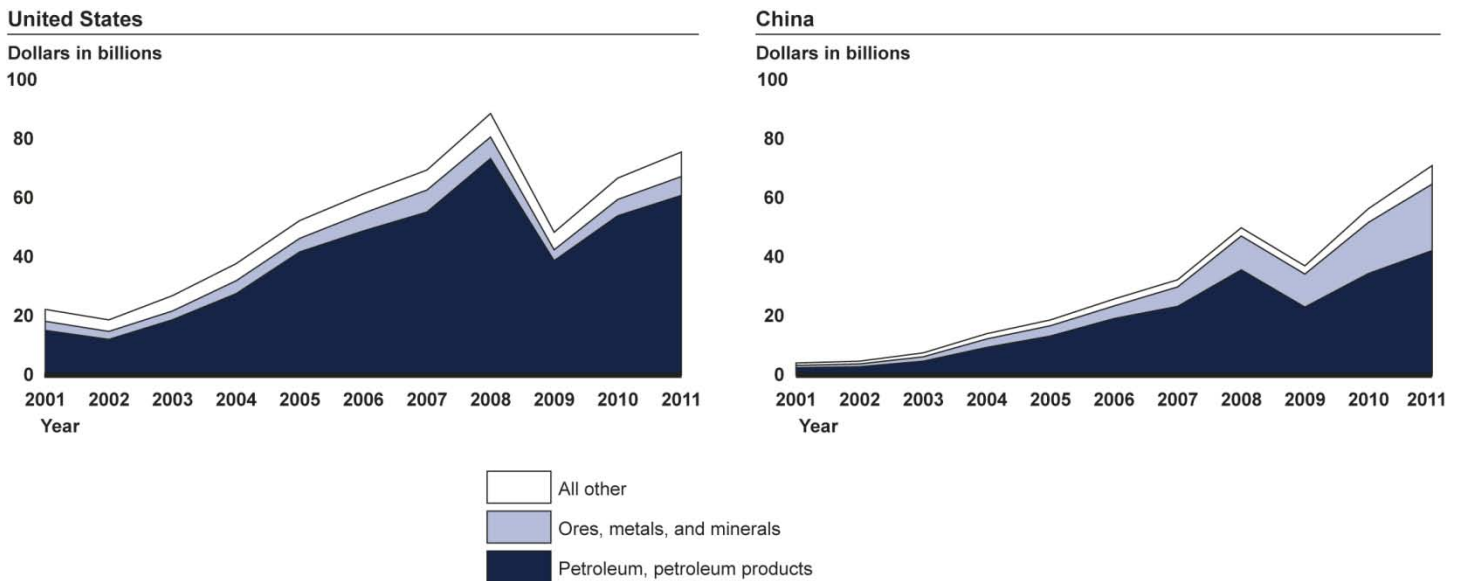 United States
Dollars in billions
100
80
60
40
20
0
2001 2002 2003 2004 2005 2006 2007 2008 2009 2010 2011
Year
China
Dollars in billions
100
80
60
40
20
0
2001 2002 2003 2004 2005 2006 2007 2008 2009 2010 2011
Year
All other
Ores, metals, and minerals
Petroleum, petroleum products